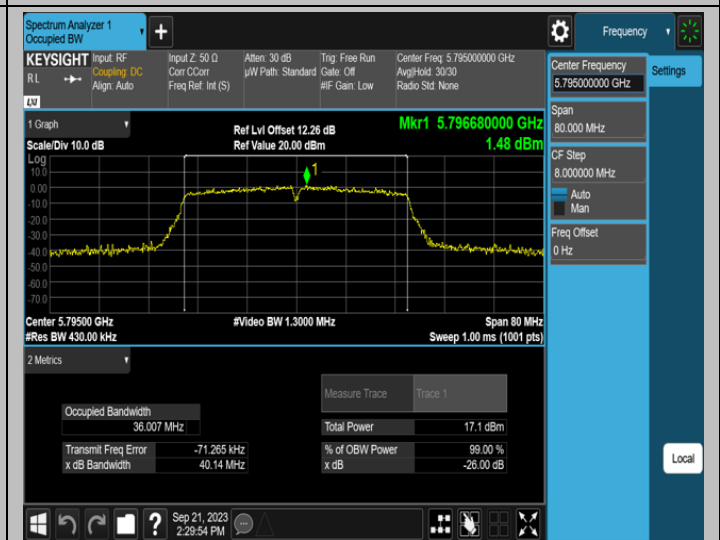 Spectrum Analyzer 1
Occupied BW
+
Frequency
KEYSIGHT
R L
LXI
Input: RF
Coupling: DC
Align: Auto
Input Z: 50 Ω
Corr CCorr
Freq Ref: Int (S)
Atten: 30 dB
µW Path: Standard
Trig: Free Run
Gate: Off
#IF Gain: Low
Center Freq: 5.795000000 GHz
Avg|Hold: 30/30
Radio Std: None
Center Frequency
5.795000000 GHz
Settings
Span
80.000 MHz
CF Step
8.000000 MHz
Auto
Man
Freq Offset
0 Hz
Local
1 Graph
Scale/Div 10.0 dB
Ref Lvl Offset 12.26 dB
Ref Value 20.00 dBm
Mkr1 5.796680000 GHz
1.48 dBm
Log
10.0
0.00
-10.0
-20.0
-30.0
-40.0
-50.0
-60.0
-70.0
1
Center 5.79500 GHz
#Res BW 430.00 kHz
#Video BW 1.3000 MHz
Span 80 MHz
Sweep 1.00 ms (1001 pts)
2 Metrics
Measure Trace Trace 1
Occupied Bandwidth
36.007 MHz
Total Power 17.1 dBm
Transmit Freq Error -71.265 kHz
% of OBW Power 99.00 %
x dB Bandwidth 40.14 MHz
x dB -26.00 dB
?
Sep 21, 2023
2:29:54 PM